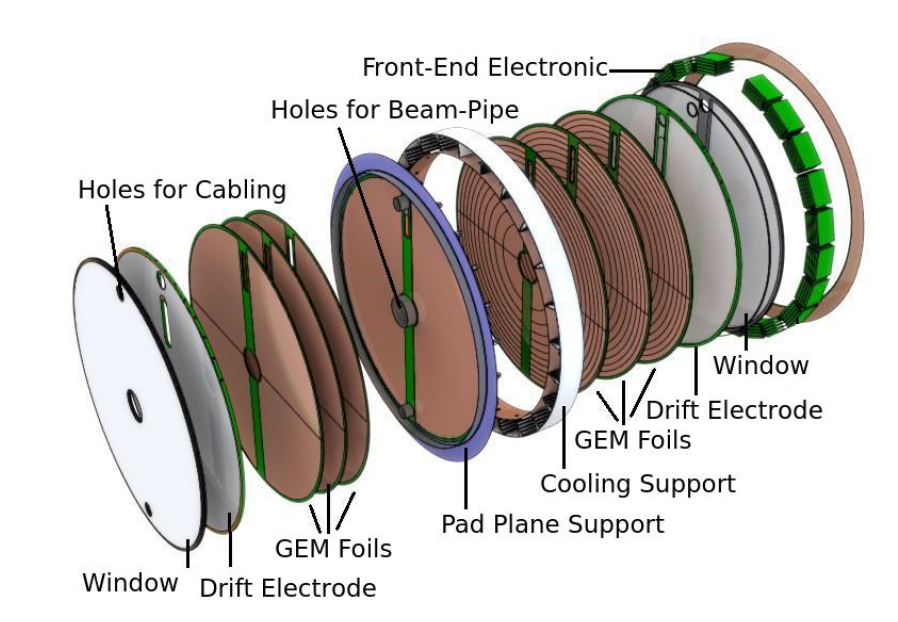 Front-End Electronic
Holes for Beam-Pipe
Holes for Cabling
Window
Drift Electrode
GEM Foils
Cooling Support
Pad Plane Support
GEM Foils
Window
Drift Electrode